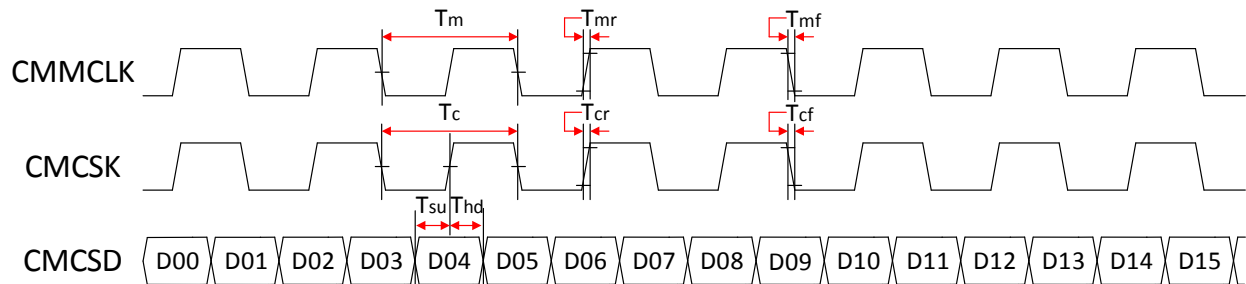 Tm Tmr Tmf
CMMCLK
Tc Tcr Tcf
CMCSK
Tsu Thd
CMCSD D00 D01 D02 D03 D04 D05 D06 D07 D08 D09 D10 D11 D12 D13 D14 D15